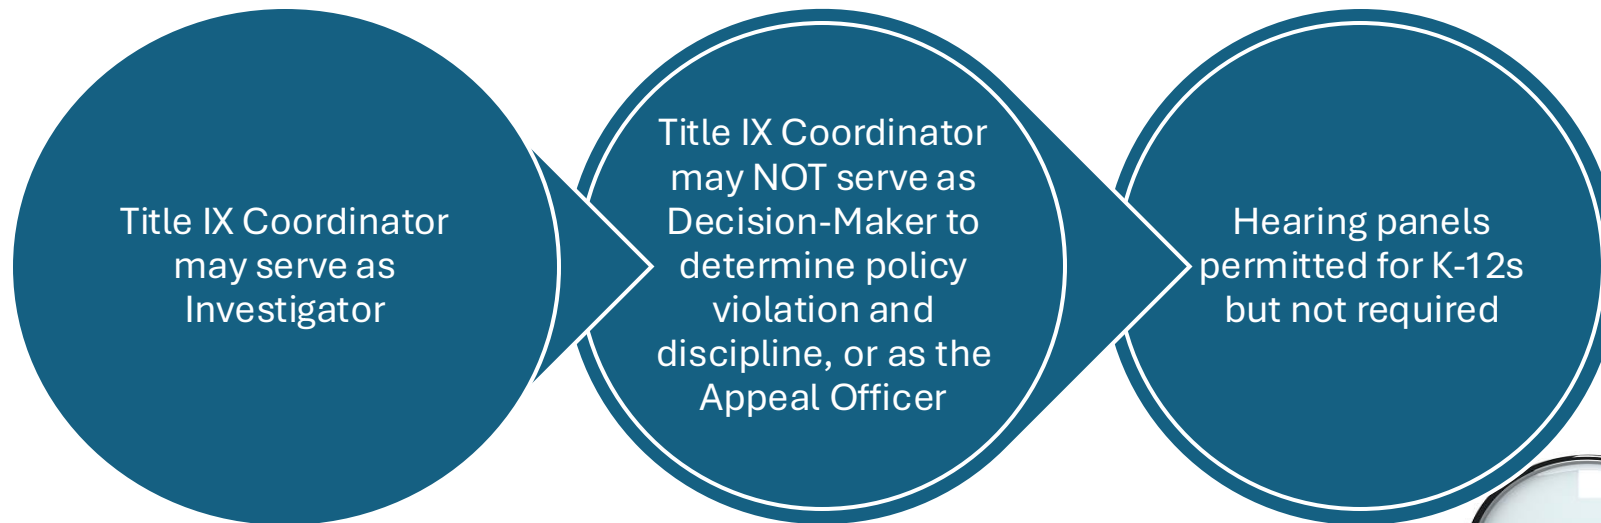 Title IX Coordinator
may serve as
Investigator
Title IX Coordinator
may NOT serve as
Decision-Maker to
determine policy
violation and
discipline, or as the
Appeal Officer
Hearing panels
permitted for K-12s
but not required